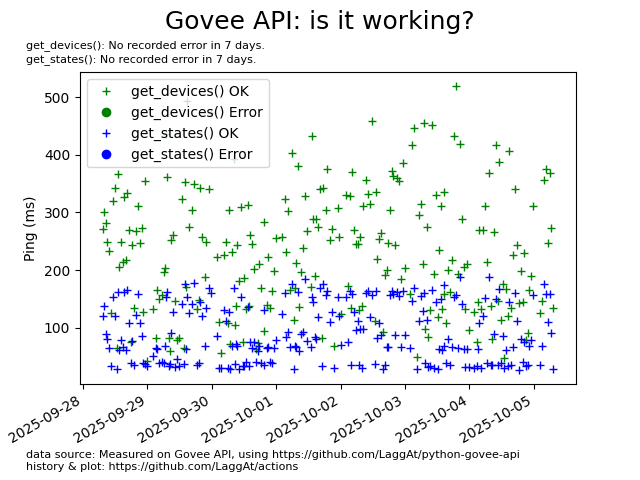 Govee API: is it working?
get_devices(): No recorded error in 7 days.
get_states(): No recorded error in 7 days.
get_devices() OK
get_devices() Error
get_states() OK
get_states() Error
Ping (ms)
500
400
300
200
100
2025-09-28
2025-09-29
2025-09-30
2025-10-01
2025-10-02
2025-10-03
2025-10-04
2025-10-05
data source: Measured on Govee API, using https://github.com/LaggAt/python-govee-api
history & plot: https://github.com/LaggAt/actions